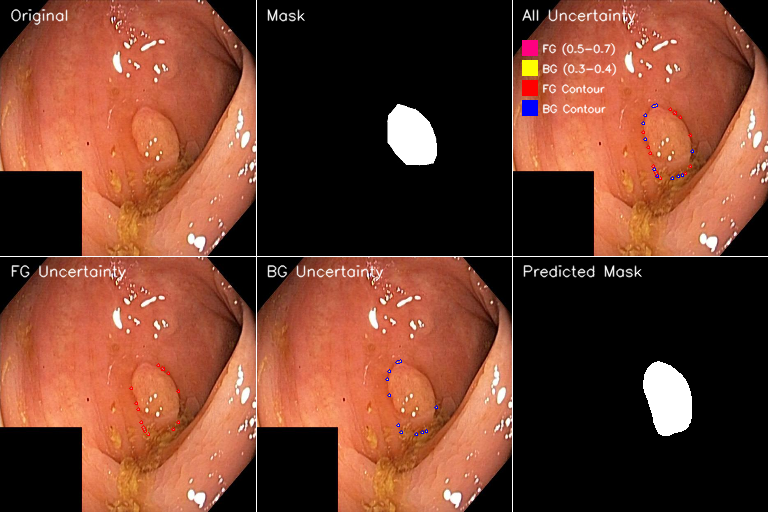 Original
Mask
All Uncertainty
FG (0.5-0.7)
BG (0.3-0.4)
FG Contour
BG Contour
FG Uncertainty
BG Uncertainty
Predicted Mask